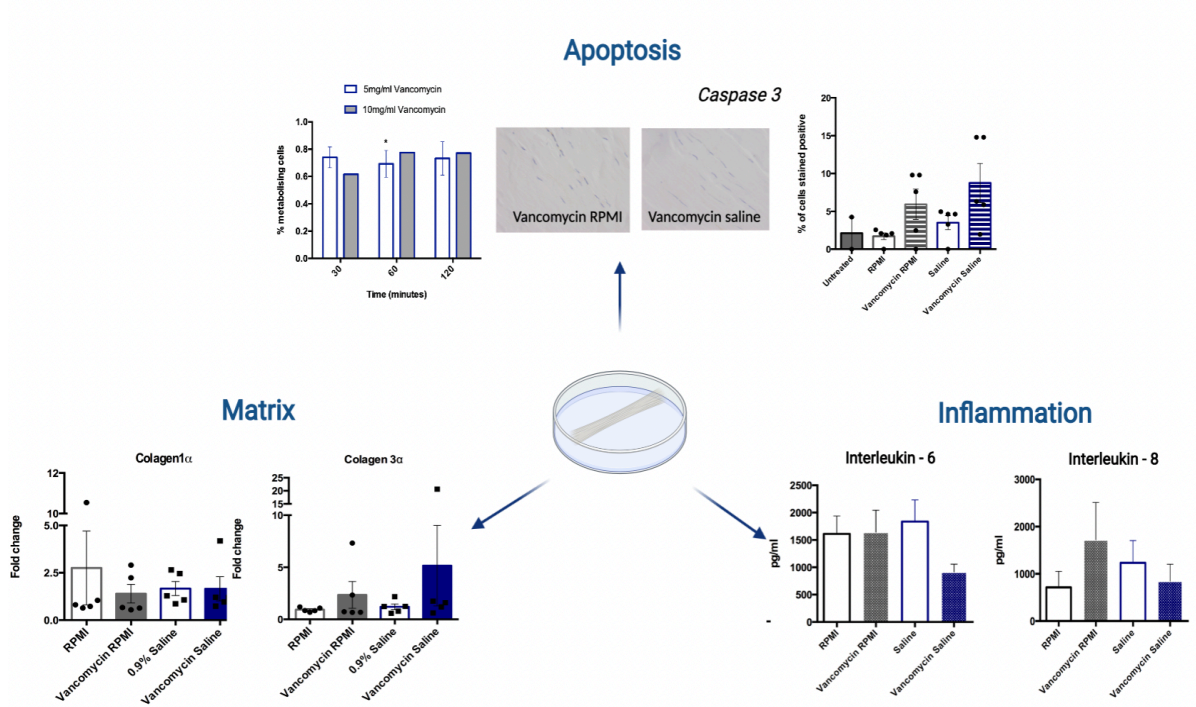 Apoptosis
5mg/ml Vancomycin
10mg/ml Vancomycin
% metabolising cells
1.0
0.8
0.6
0.4
0.2
0.0
*
30
60
120
Time (minutes)
Vancomycin RPMI
Vancomycin saline
Caspase 3
% of cells stained positive
20
15
10
5
0
Untreated
RPMI
Vancomycin RPMI
Saline
Vancomycin Saline
Matrix
Colagen1α
Fold change
12
10
5.0
2.5
0.0
RPMI
Vancomycin RPMI
0.9% Saline
Vancomycin Saline
Colagen 3α
Fold change
25
20
15
10
5
0
RPMI
Vancomycin RPMI
0.9% Saline
Vancomycin Saline
Inflammation
Interleukin - 6
pg/ml
2500
2000
1500
1000
500
0
RPMI
Vancomycin RPMI
Saline
Vancomycin Saline
Interleukin - 8
pg/ml
3000
2000
1000
0
RPMI
Vancomycin RPMI
Saline
Vancomycin Saline